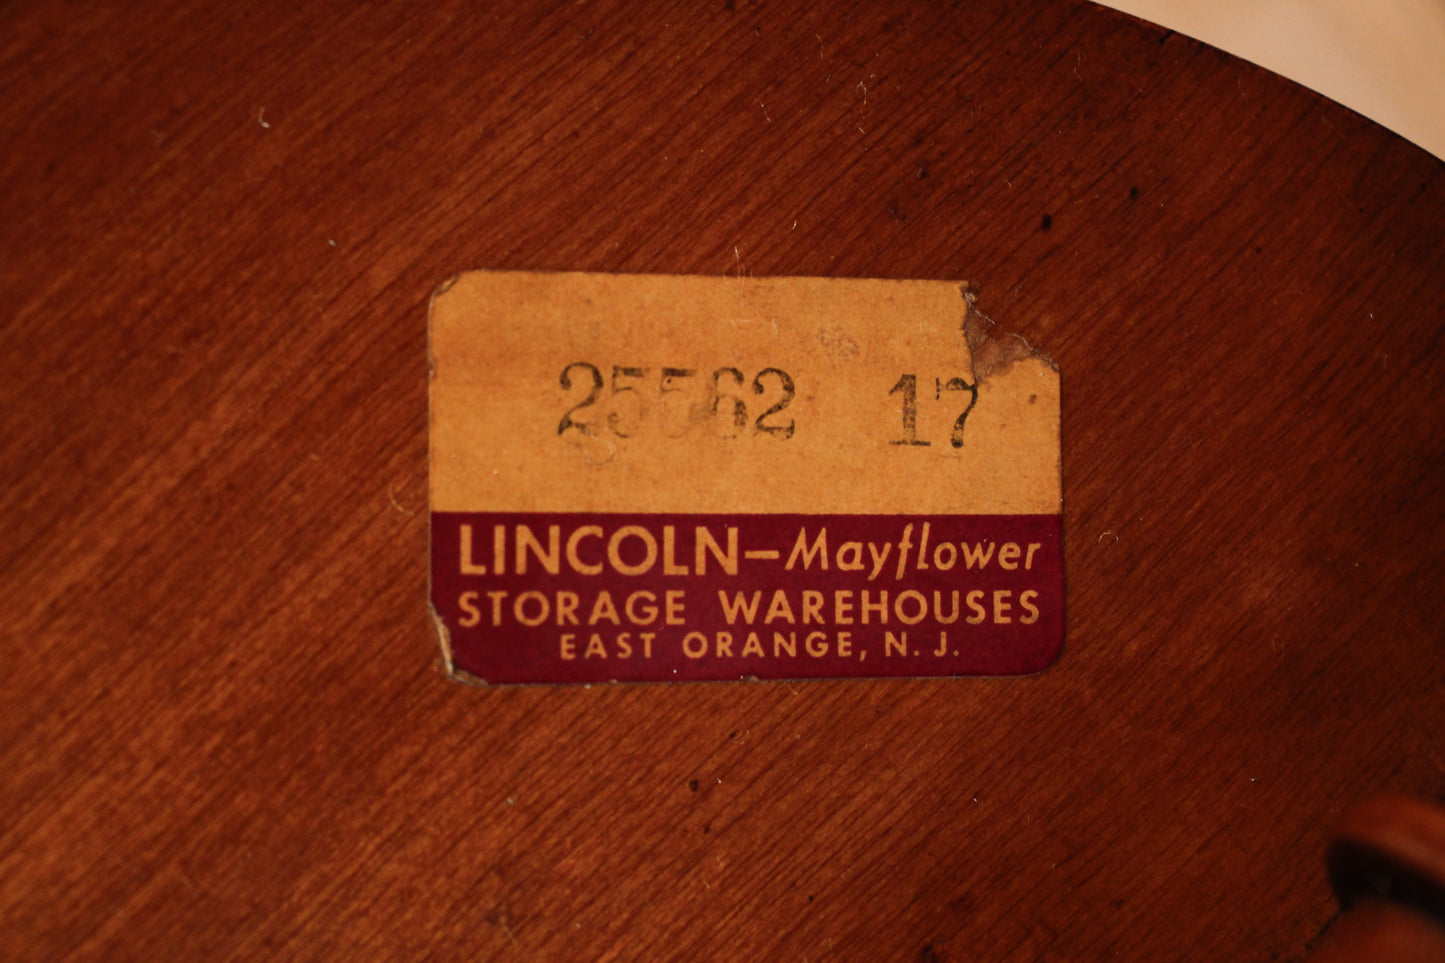 25562 17
LINCOLN—Mayflower
STORAGE WAREHOUSES
EAST ORANGE, N. J.